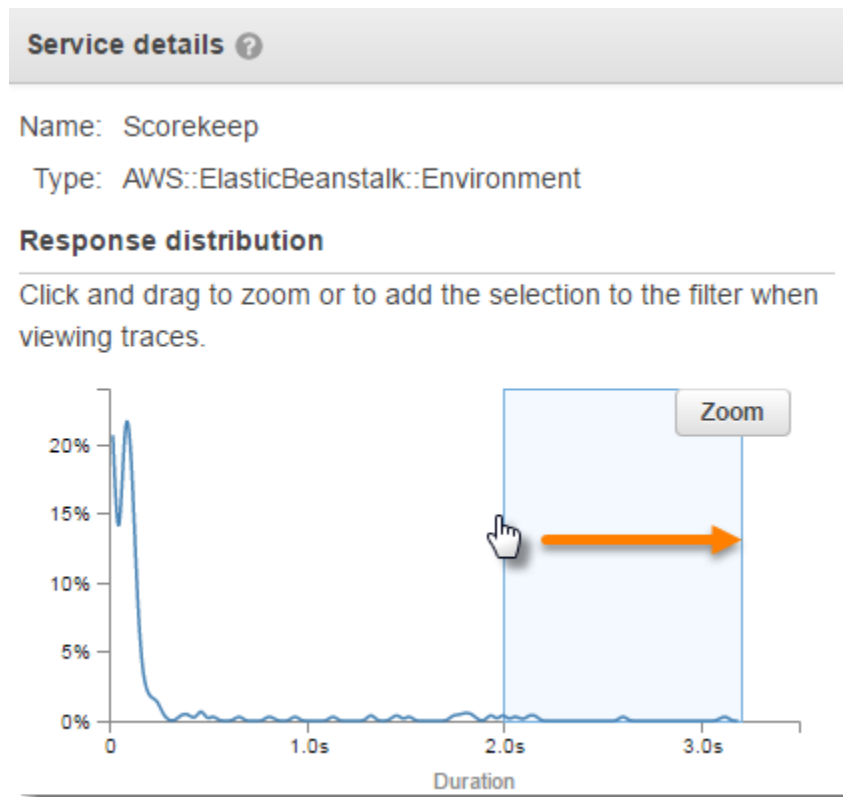 Service details ?
Name: Scorekeep
Type: AWS::ElasticBeanstalk::Environment
Response distribution
Click and drag to zoom or to add the selection to the filter when
viewing traces.
Zoom
20%
15%
10%
5%
0%
0 1.0s 2.0s 3.0s
Duration